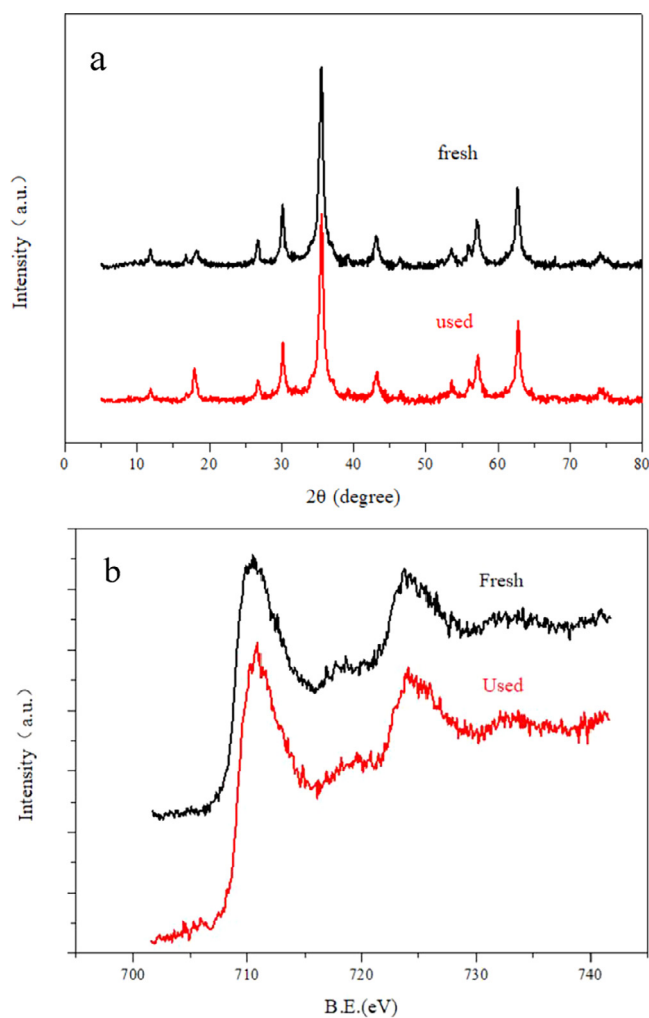 a
fresh
used
Intensity（a.u.）
0 10 20 30 40 50 60 70 80
2θ (degree)
b
Fresh
Used
Intensity（a.u.）
700 710 720 730 740
B.E.(eV)